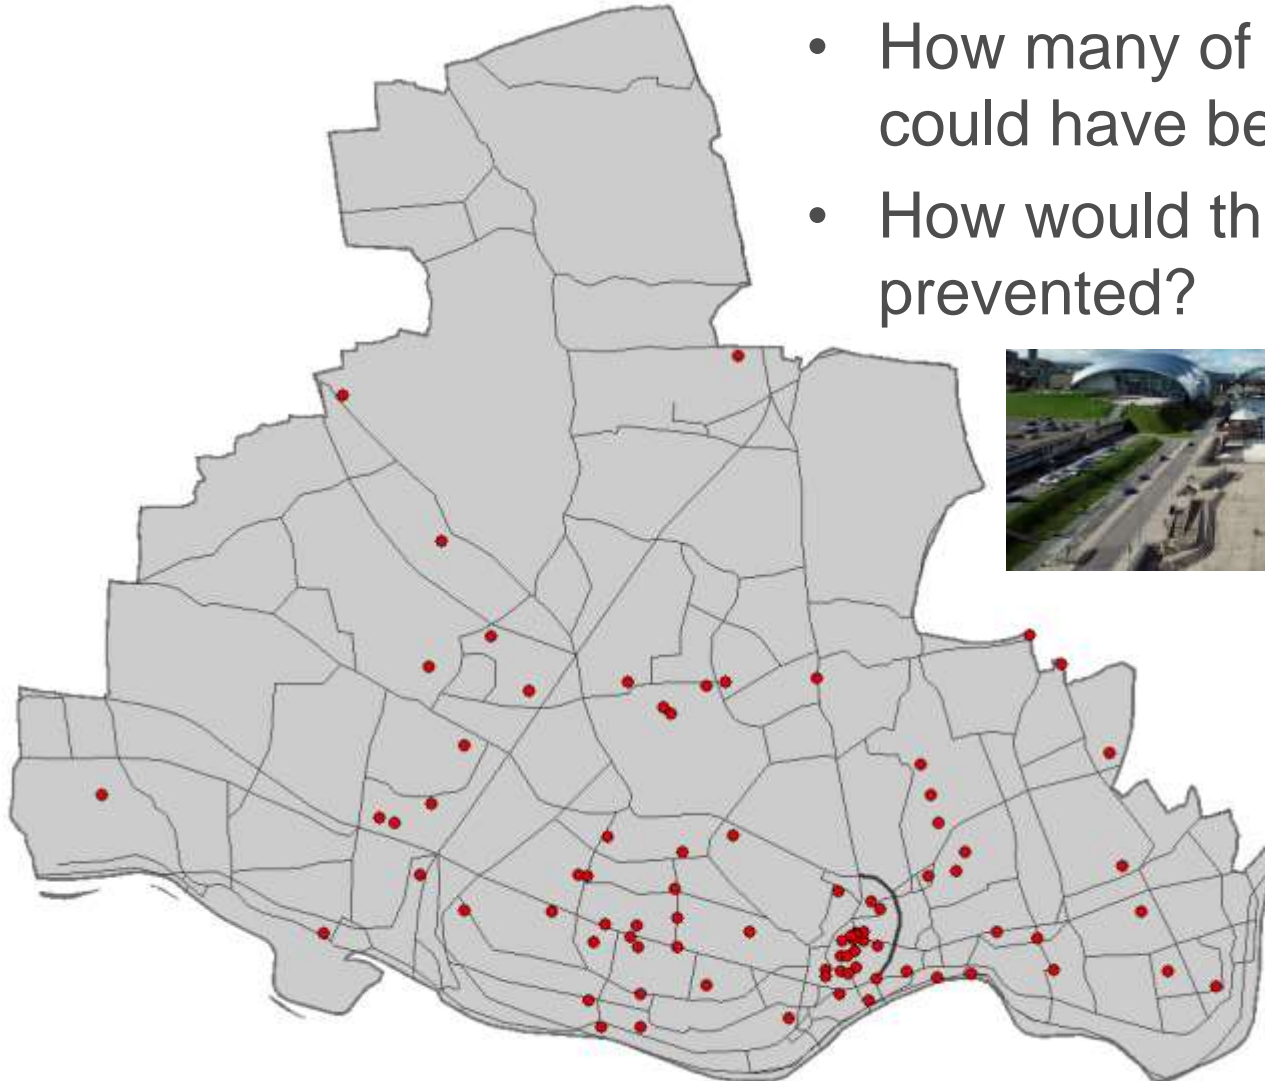 • How many of
could have be
• How would th
prevented?